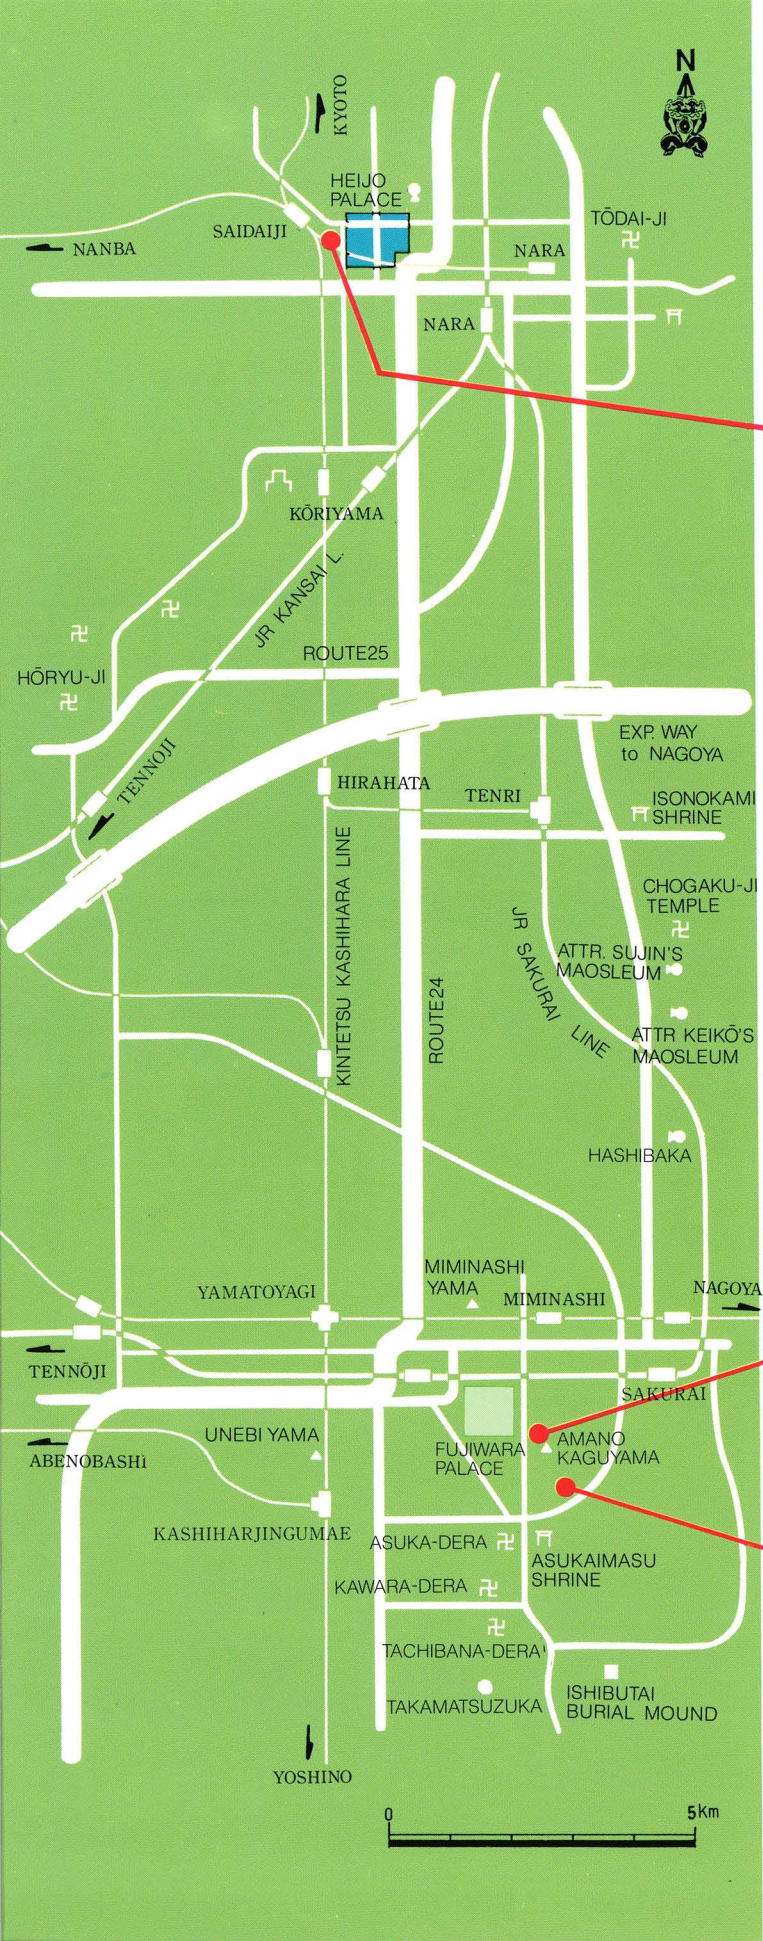 N
KYOTO
HEIJO
PALACE
TŌDAI-JI
SAIDAIJI
NANBA
NARA
NARA
KŌRIYAMA
JR KANSAI L.
ROUTE25
HŌRYU-JI
EXP. WAY
to NAGOYA
TENNOJI
HIRAHATA
TENRI
ISONOKAMI
SHRINE
KINTETSU KASHIHARA LINE
CHOGAKU-JI
TEMPLE
JR SAKURAI LINE
ATTR. SUJIN'S
MAOSLEUM
ROUTE24
ATTR KEIKŌ'S
MAOSLEUM
HASHIBAKA
MIMINASHI
YAMA
YAMATOYAGI
MIMINASHI
NAGOYA
TENNŌJI
SAKURAI
UNEBI YAMA
FUJIWARA
PALACE
AMANO
KAGUYAMA
ABENOBASHI
KASHIHARJINGUMAE
ASUKA-DERA
ASUKAIMASU
SHRINE
KAWARA-DERA
TACHIBANA-DERA
TAKAMATSUZUKA
ISHIBUTAI
BURIAL MOUND
YOSHINO
0 5Km